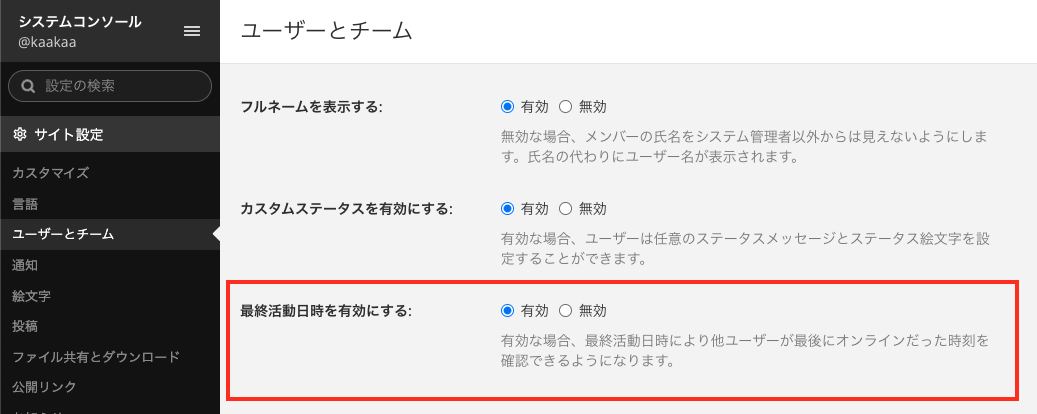 システムコンソール
@kaakaa
設定の検索
サイト設定
カスタマイズ
言語
ユーザーとチーム
通知
絵文字
投稿
ファイル共有とダウンロード
公開リンク
ユーザーとチーム
フルネームを表示する:
有効 無効
無効な場合、メンバーの氏名をシステム管理者以外からは見えないようにしま
す。氏名の代わりにユーザー名が表示されます。
カスタムステータスを有効にする:
有効 無効
有効な場合、ユーザーは任意のステータスメッセージとステータス絵文字を設
定することができます。
最終活動日時を有効にする:
有効 無効
有効な場合、最終活動日時により他ユーザーが最後にオンラインだった時刻を
確認できるようになります。